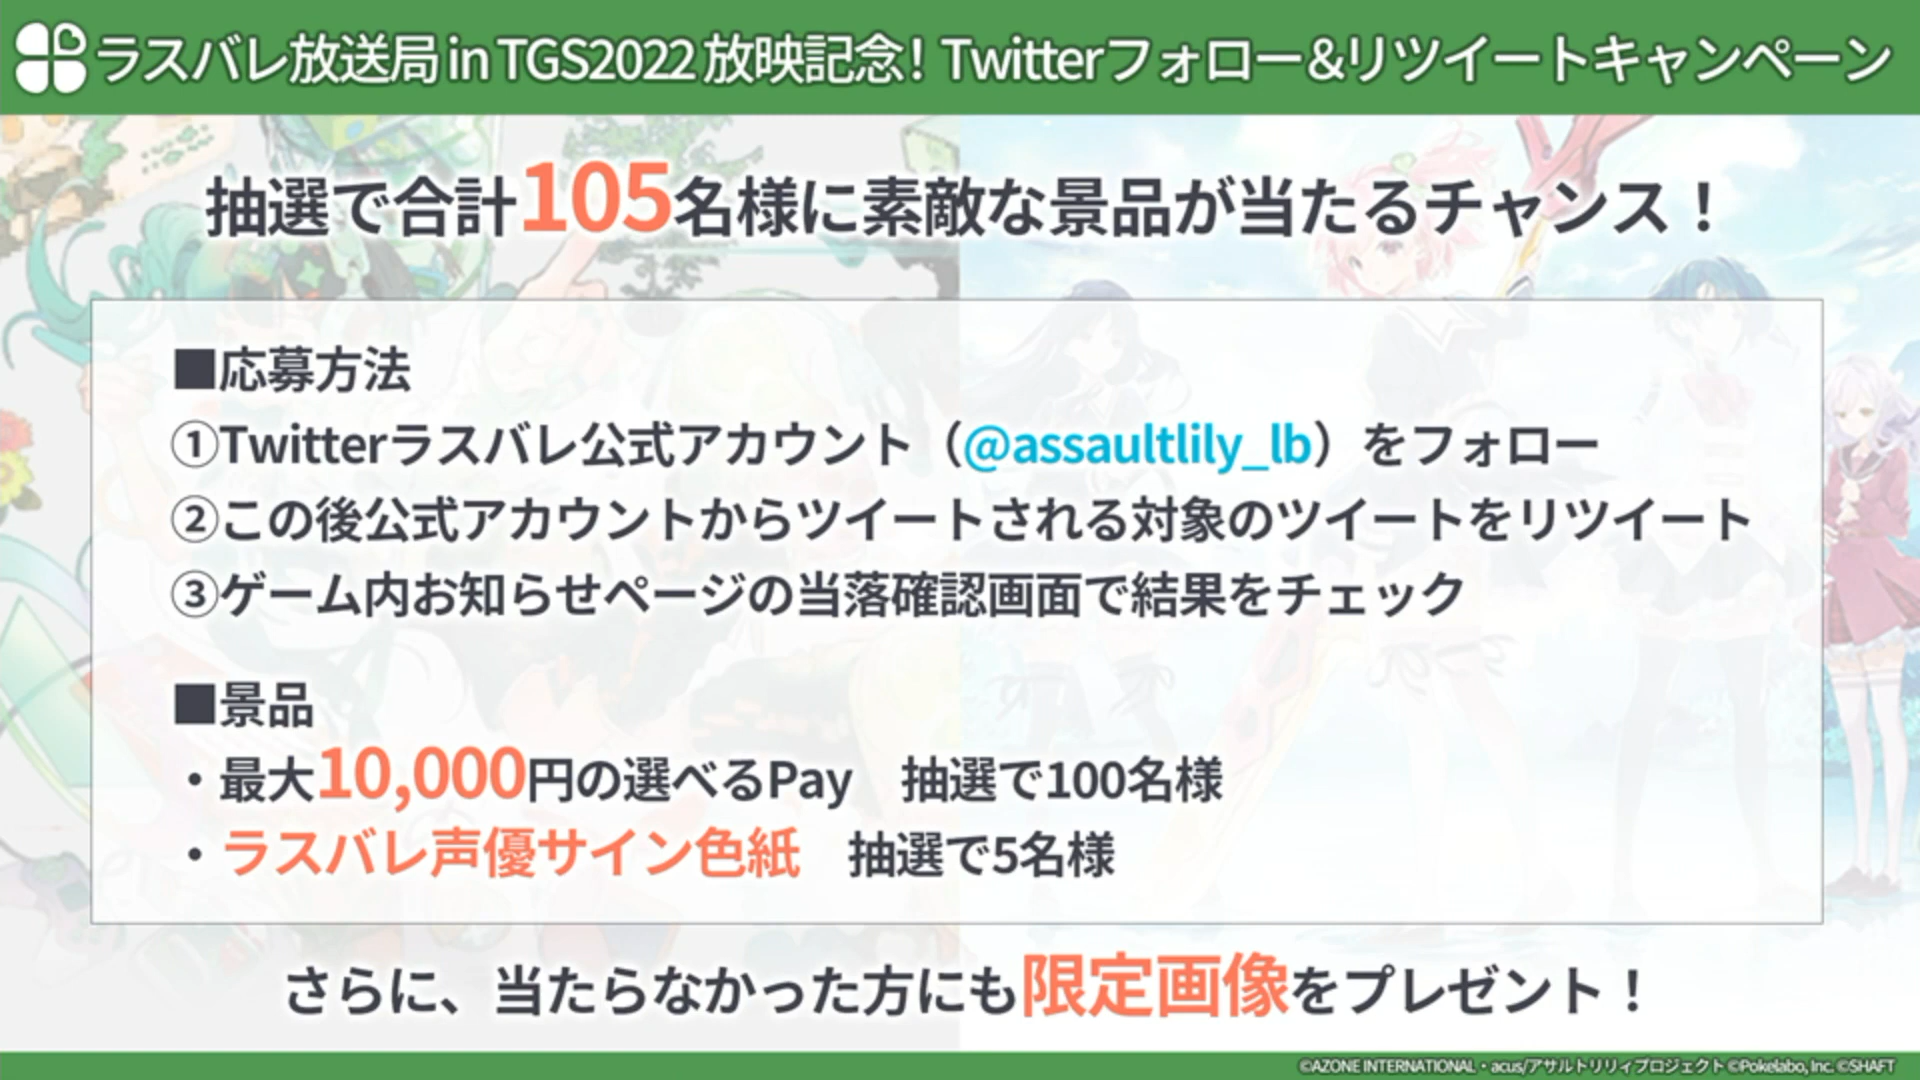 ラスバレ放送局 in TGS2022 放映記念！Twitterフォロー&リツイートキャンペーン
抽選で合計105名様に素敵な景品が当たるチャンス！
■応募方法
①Twitterラスバレ公式アカウント（@assaultlily_lb）をフォロー
②この後公式アカウントからツイートされる対象のツイートをリツイート
③ゲーム内お知らせページの当落確認画面で結果をチェック
■景品
・最大10,000円の選べるPay　抽選で100名様
・ラスバレ声優サイン色紙　抽選で5名様
さらに、当たらなかった方にも限定画像をプレゼント！
©AZONE INTERNATIONAL・acus/アサルトリリィプロジェクト ©Pokelabo, Inc. ©SHAFT